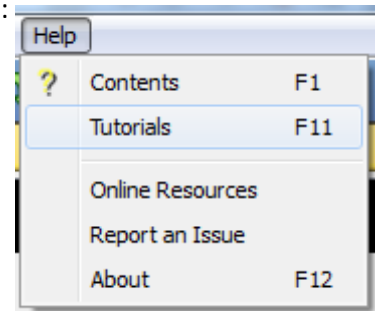 :
Help
? Contents F1
Tutorials F11
Online Resources
Report an Issue
About F12